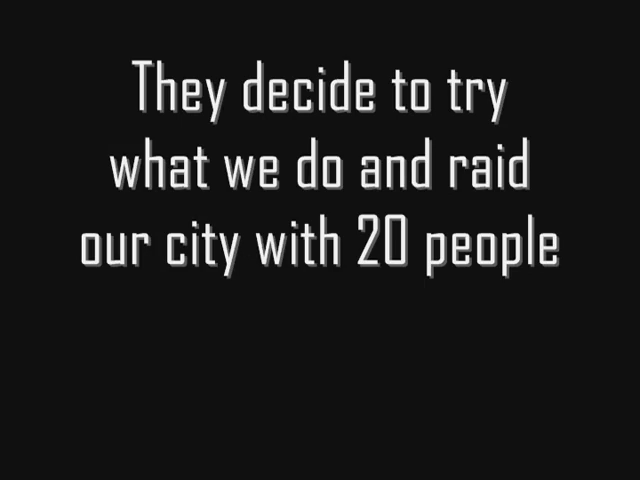 They decide to try
what we do and raid
our city with 20 people